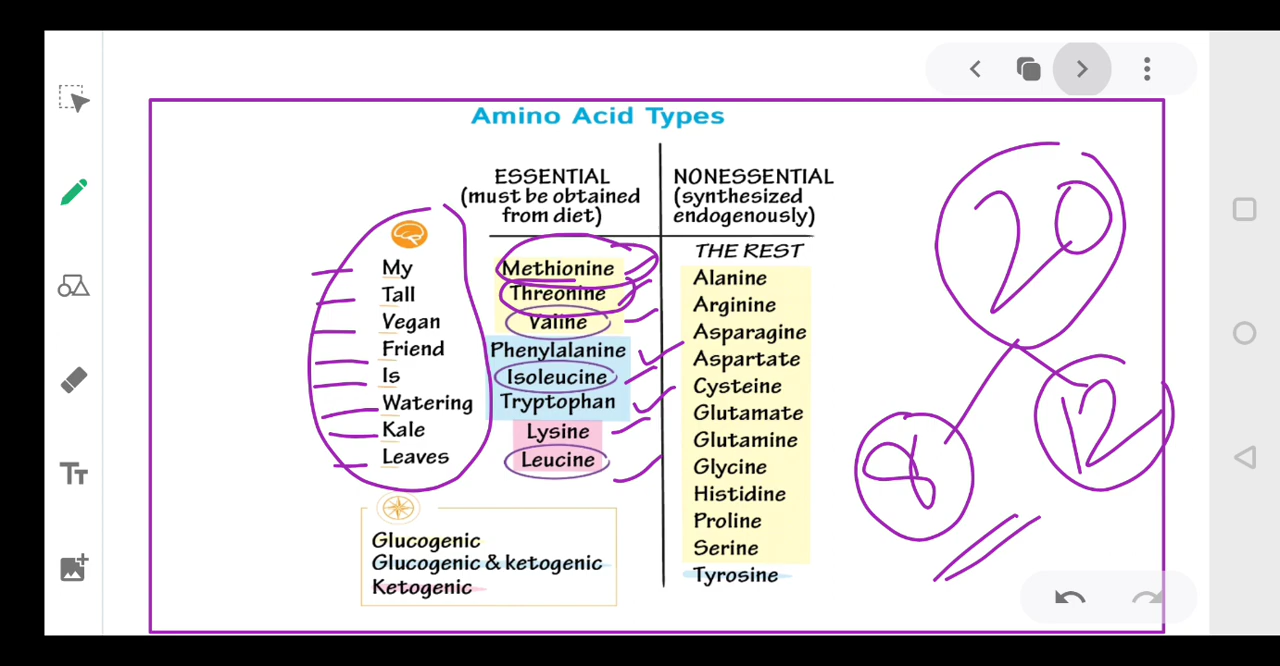 Amino Acid Types
ESSENTIAL
(must be obtained
from diet)
NONESSENTIAL
(synthesized
endogenously)
THE REST
My
Tall
Vegan
Friend
Is
Watering
Kale
Leaves
Methionine
Threonine
Valine
Phenylalanine
Isoleucine
Tryptophan
Lysine
Leucine
Alanine
Arginine
Asparagine
Aspartate
Cysteine
Glutamate
Glutamine
Glycine
Histidine
Proline
Serine
Tyrosine
Glucogenic
Glucogenic & ketogenic
Ketogenic
20
8
12
Tт